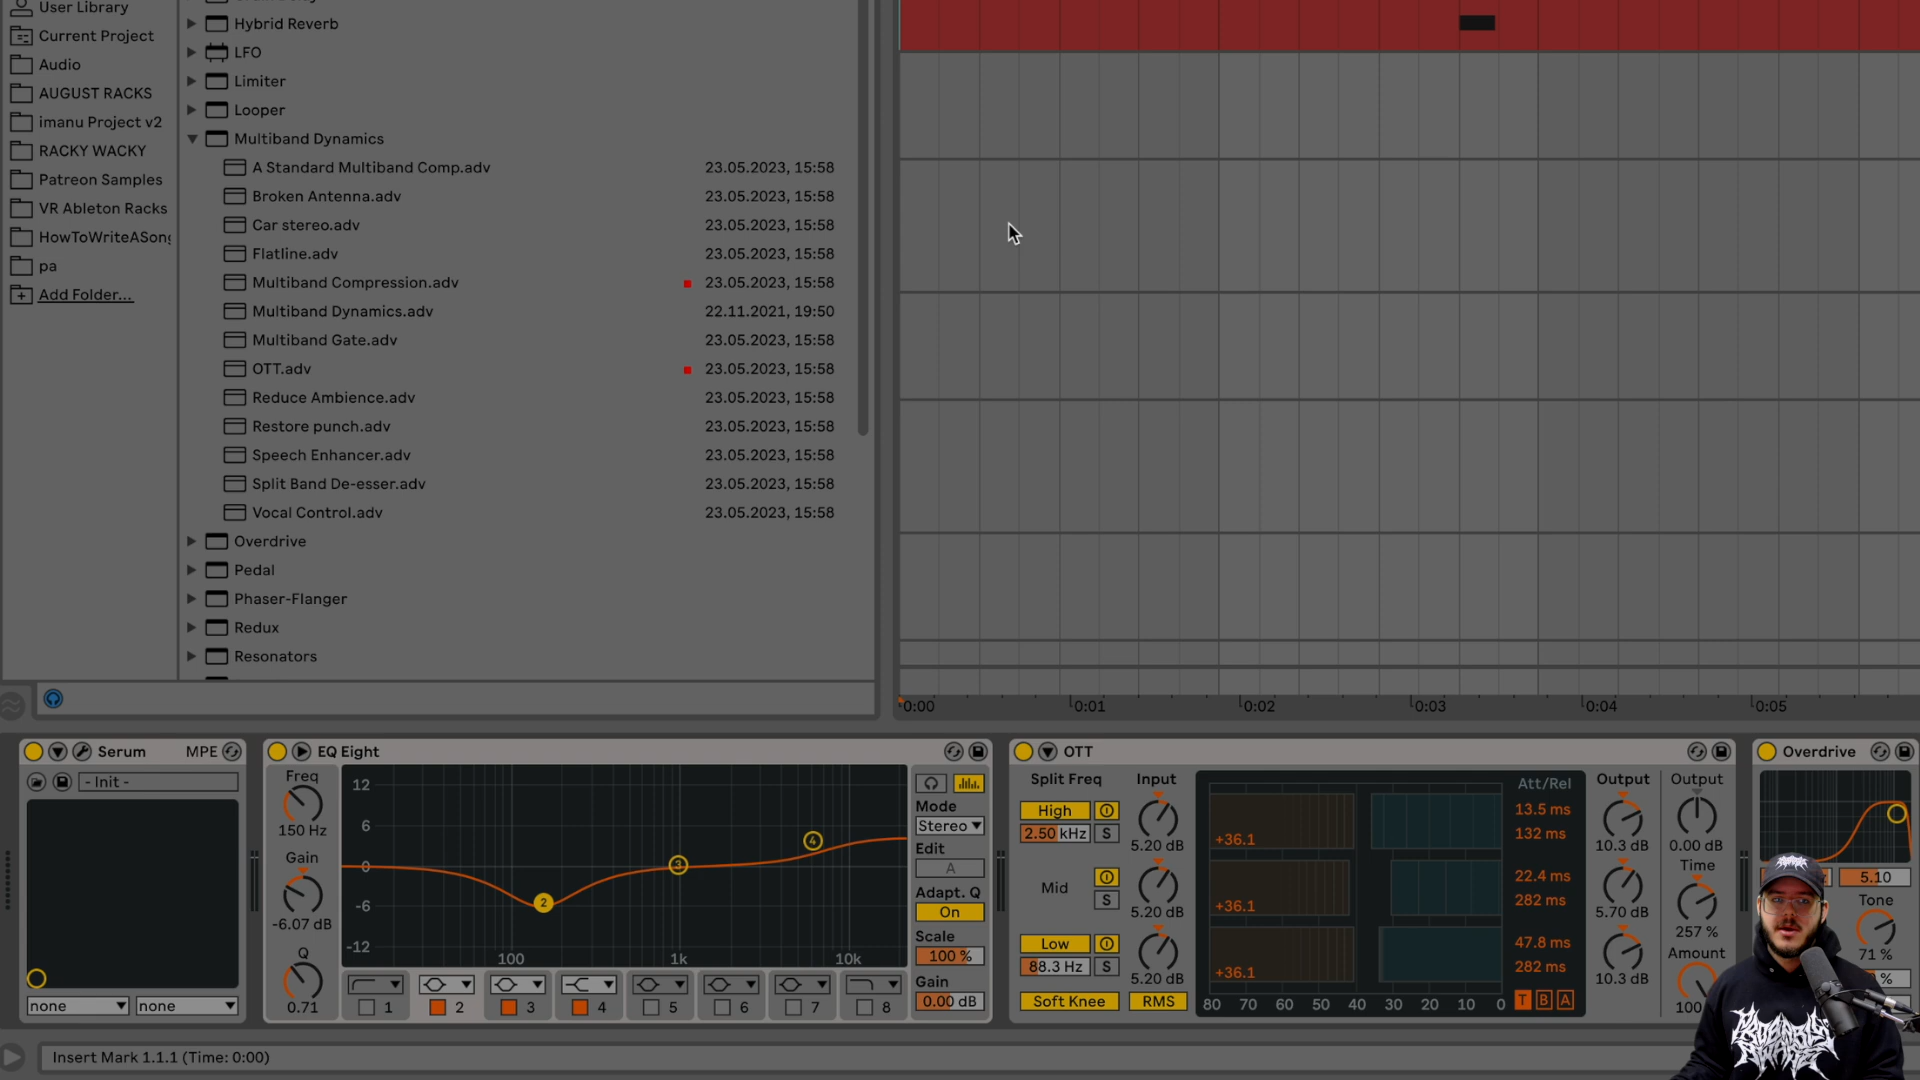 User Library
Current Project
Audio
AUGUST RACKS
imanu Project v2
RACKY WACKY
Patreon Samples
VR Ableton Racks
HowToWriteASong
pa
Add Folder...
Hybrid Reverb
LFO
Limiter
Looper
Multiband Dynamics
A Standard Multiband Comp.adv 23.05.2023, 15:58
Broken Antenna.adv 23.05.2023, 15:58
Car stereo.adv 23.05.2023, 15:58
Flatline.adv 23.05.2023, 15:58
Multiband Compression.adv 23.05.2023, 15:58
Multiband Dynamics.adv 22.11.2021, 19:50
Multiband Gate.adv 23.05.2023, 15:58
OTT.adv 23.05.2023, 15:58
Reduce Ambience.adv 23.05.2023, 15:58
Restore punch.adv 23.05.2023, 15:58
Speech Enhancer.adv 23.05.2023, 15:58
Split Band De-esser.adv 23.05.2023, 15:58
Vocal Control.adv 23.05.2023, 15:58
Overdrive
Pedal
Phaser-Flanger
Redux
Resonators
0:00 0:01 0:02 0:03 0:04 0:05
Serum MPE
- Init -
none none
EQ Eight
Freq
150 Hz
Gain
-6.07 dB
Q
0.71
12
6
0
-6
-12
100 1k 10k
2 3 4
1 2 3 4 5 6 7 8
Mode
Stereo
Edit
A
Adapt. Q
On
Scale
100 %
Gain
0.00 dB
OTT
Split Freq Input
High
2.50 kHz S
5.20 dB
Mid
S
5.20 dB
Low
88.3 Hz S
5.20 dB
Soft Knee RMS
+36.1
+36.1
+36.1
80 70 60 50 40 30 20 10 0
Att/Rel
13.5 ms
132 ms
22.4 ms
282 ms
47.8 ms
282 ms
T B A
Output
10.3 dB
5.70 dB
10.3 dB
Output
0.00 dB
Time
257 %
Amount
100
Overdrive
5.10
Tone
71 %
%
Insert Mark 1.1.1 (Time: 0:00)